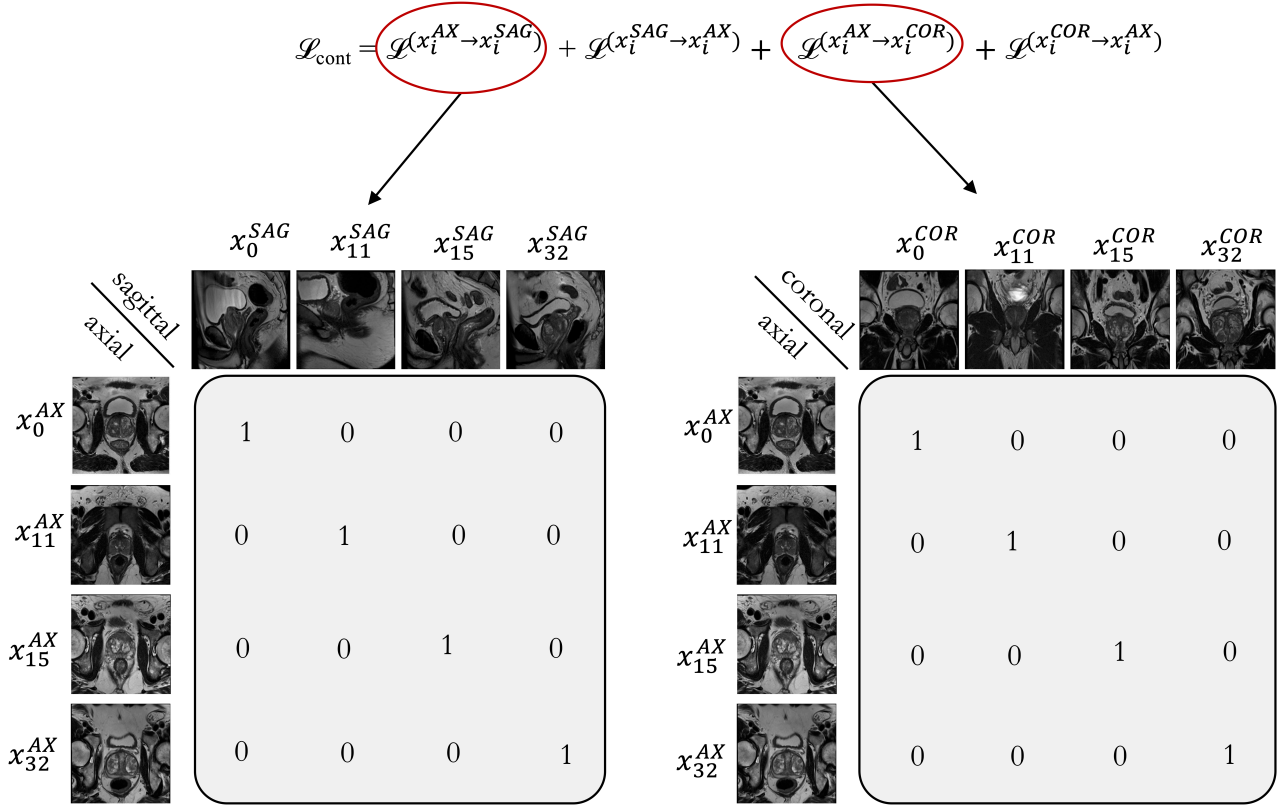 ℒcont = ℒ(x_i^AX→x_i^SAG) + ℒ(x_i^SAG→x_i^AX) + ℒ(x_i^AX→x_i^COR) + ℒ(x_i^COR→x_i^AX)
x_0^SAG x_11^SAG x_15^SAG x_32^SAG
sagittal
axial
x_0^AX 1 0 0 0
x_11^AX 0 1 0 0
x_15^AX 0 0 1 0
x_32^AX 0 0 0 1
x_0^COR x_11^COR x_15^COR x_32^COR
coronal
axial
x_0^AX 1 0 0 0
x_11^AX 0 1 0 0
x_15^AX 0 0 1 0
x_32^AX 0 0 0 1